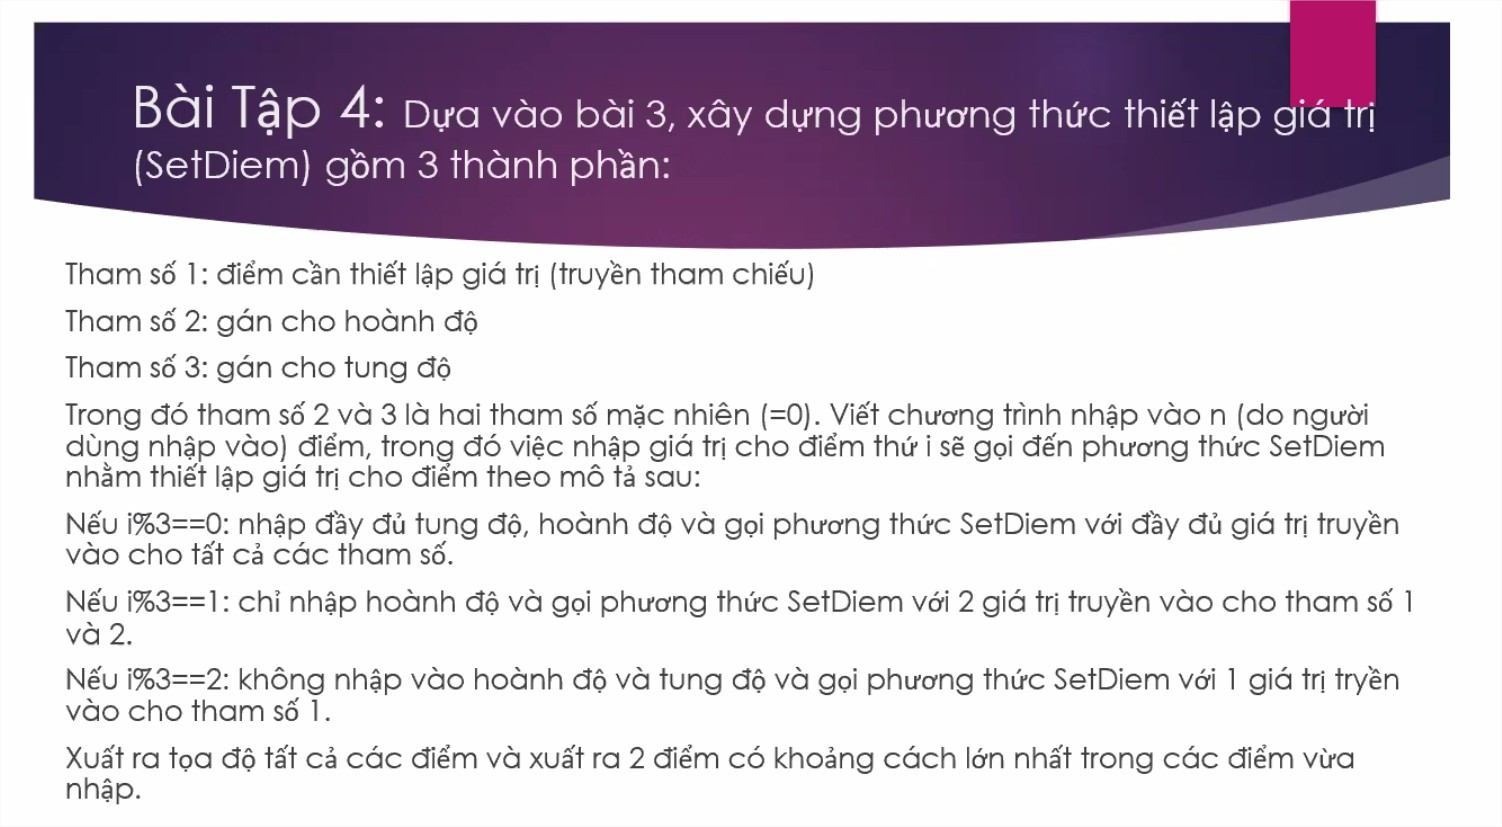 Bài Tập 4: Dựa vào bài 3, xây dựng phương thức thiết lập giá trị
(SetDiem) gồm 3 thành phần:
Tham số 1: điểm cần thiết lập giá trị (truyền tham chiếu)
Tham số 2: gán cho hoành độ
Tham số 3: gán cho tung độ
Trong đó tham số 2 và 3 là hai tham số mặc nhiên (=0). Viết chương trình nhập vào n (do người
dùng nhập vào) điểm, trong đó việc nhập giá trị cho điểm thứ i sẽ gọi đến phương thức SetDiem
nhằm thiết lập giá trị cho điểm theo mô tả sau:
Nếu i%3==0: nhập đầy đủ tung độ, hoành độ và gọi phương thức SetDiem với đầy đủ giá trị truyền
vào cho tất cả các tham số.
Nếu i%3==1: chỉ nhập hoành độ và gọi phương thức SetDiem với 2 giá trị truyền vào cho tham số 1
và 2.
Nếu i%3==2: không nhập vào hoành độ và tung độ và gọi phương thức SetDiem với 1 giá trị tryền
vào cho tham số 1.
Xuất ra tọa độ tất cả các điểm và xuất ra 2 điểm có khoảng cách lớn nhất trong các điểm vừa
nhập.